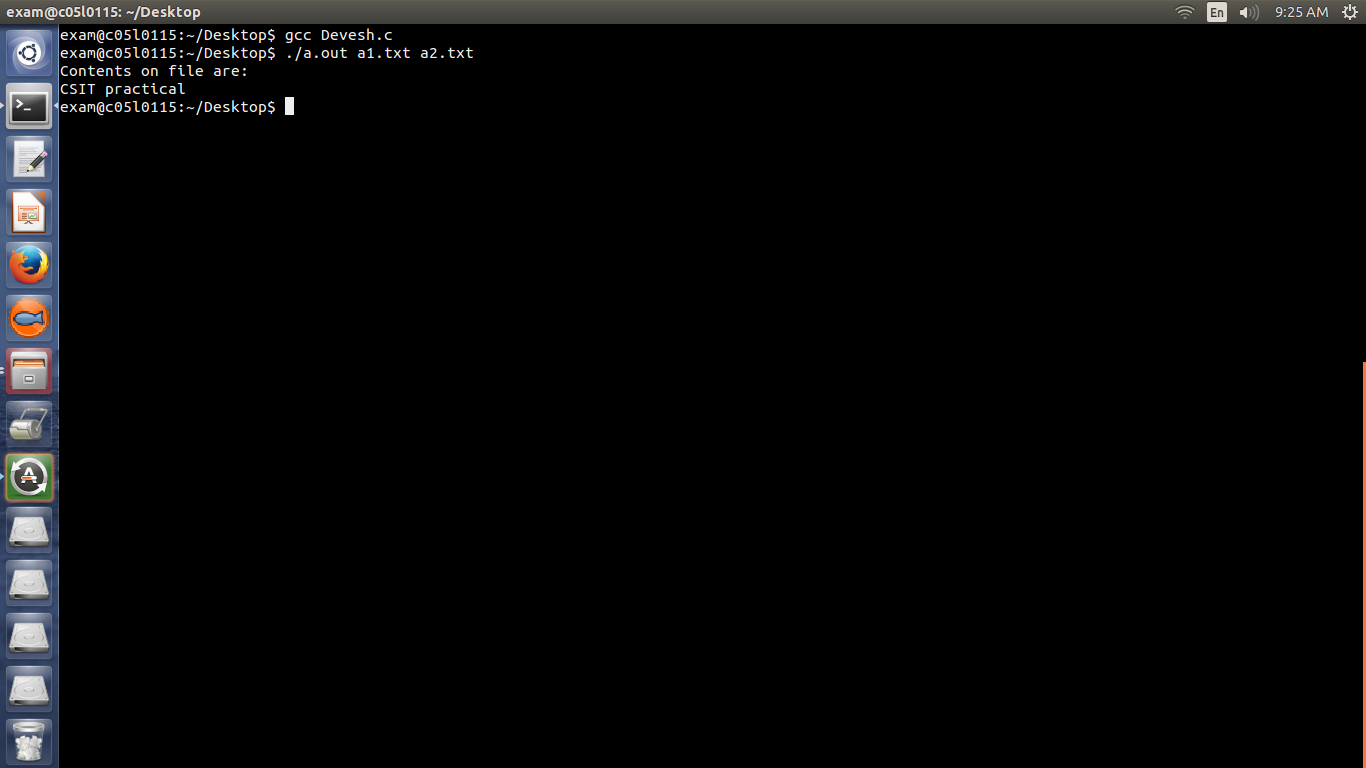 exam@c05l0115: ~/Desktop
En
9:25 AM
exam@c05l0115:~/Desktop$ gcc Devesh.c
exam@c05l0115:~/Desktop$ ./a.out a1.txt a2.txt
Contents on file are:
CSIT practical
exam@c05l0115:~/Desktop$